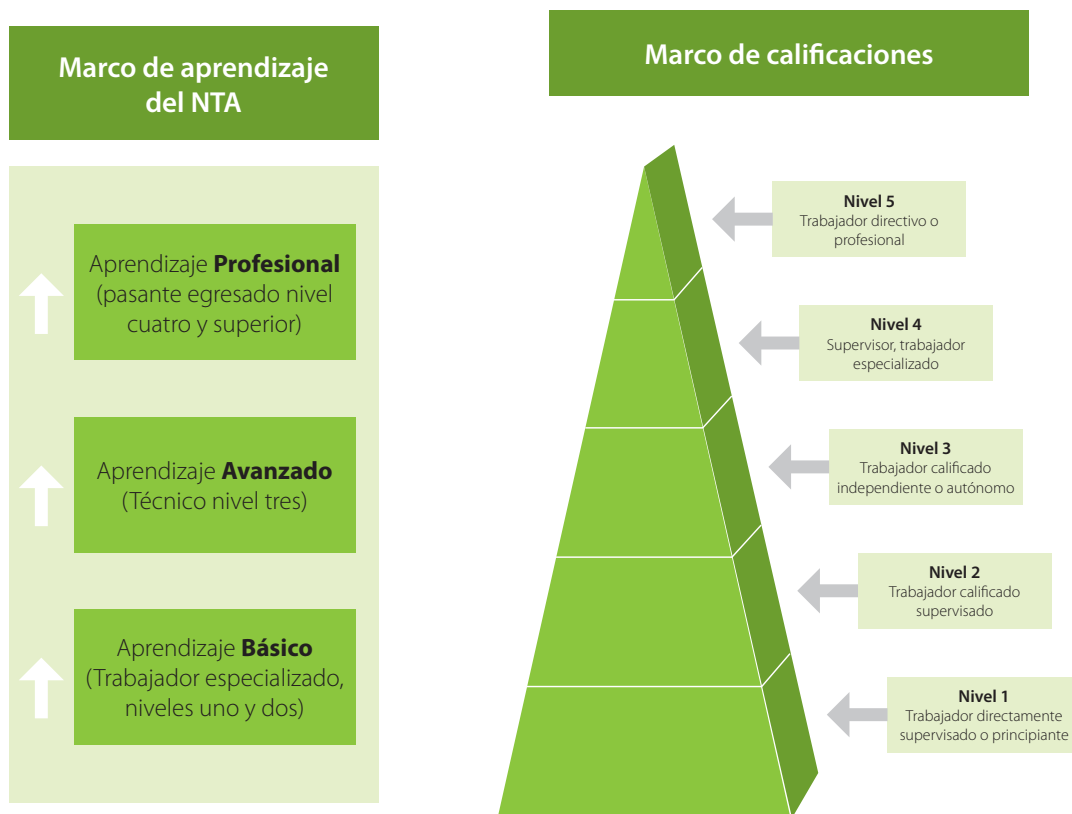 Marco de aprendizaje
del NTA
Aprendizaje Profesional
(pasante egresado nivel
cuatro y superior)
Aprendizaje Avanzado
(Técnico nivel tres)
Aprendizaje Básico
(Trabajador especializado,
niveles uno y dos)
Marco de calificaciones
Nivel 5
Trabajador directivo o
profesional
Nivel 4
Supervisor, trabajador
especializado
Nivel 3
Trabajador calificado
independiente o autónomo
Nivel 2
Trabajador calificado
supervisado
Nivel 1
Trabajador directamente
supervisado o principiante